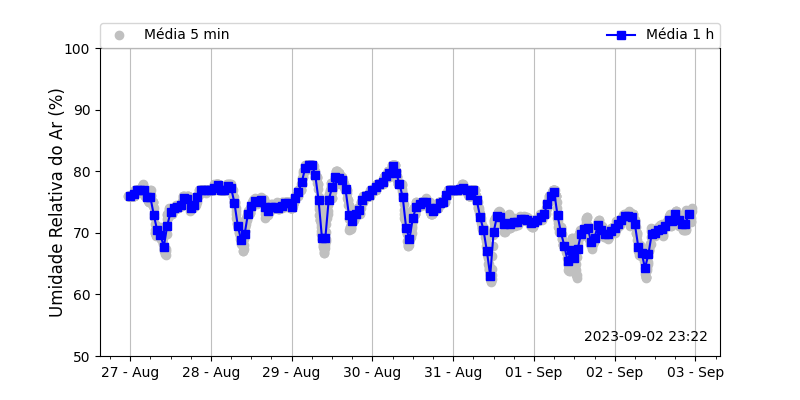 Média 5 min
Média 1 h
Umidade Relativa do Ar (%)
100
90
80
70
60
50
2023-09-02 23:22
27 - Aug
28 - Aug
29 - Aug
30 - Aug
31 - Aug
01 - Sep
02 - Sep
03 - Sep